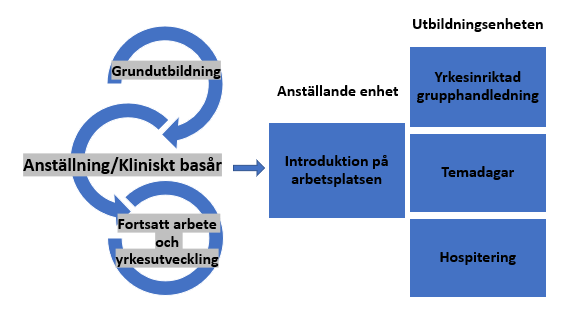 Grundutbildning
Anställning/Kliniskt basår
Fortsatt arbete
och
yrkesutveckling
Anställande enhet
Introduktion på
arbetsplatsen
Utbildningsenheten
Yrkesinriktad
grupphandledning
Temadagar
Hospitering